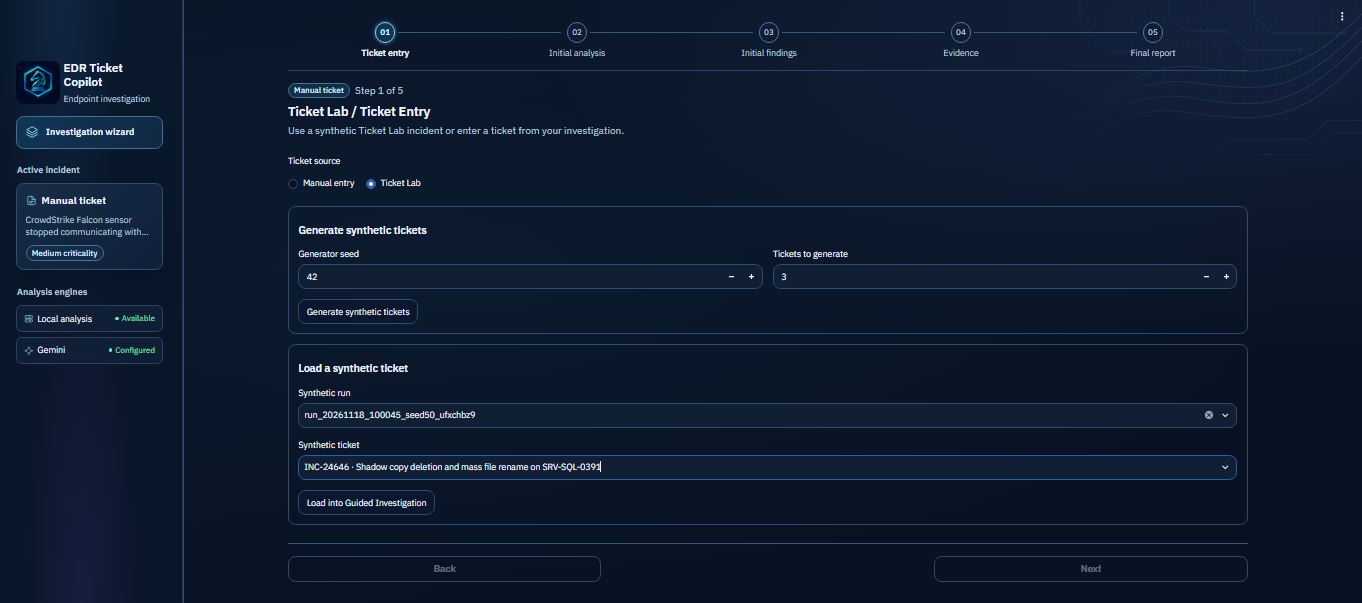 EDR Ticket
Copilot
Endpoint investigation
Investigation wizard
Active incident
Manual ticket
CrowdStrike Falcon sensor
stopped communicating with...
Medium criticality
Analysis engines
Local analysis
Available
Gemini
Configured
01
02
03
04
05
Ticket entry
Initial analysis
Initial findings
Evidence
Final report
Manual ticket Step 1 of 5
Ticket Lab / Ticket Entry
Use a synthetic Ticket Lab incident or enter a ticket from your investigation.
Ticket source
Manual entry
Ticket Lab
Generate synthetic tickets
Generator seed
42
- +
Tickets to generate
3
- +
Generate synthetic tickets
Load a synthetic ticket
Synthetic run
run_20261118_100045_seed50_ufxchbz9
Synthetic ticket
INC-24646 · Shadow copy deletion and mass file rename on SRV-SQL-0391
Load into Guided Investigation
Back
Next